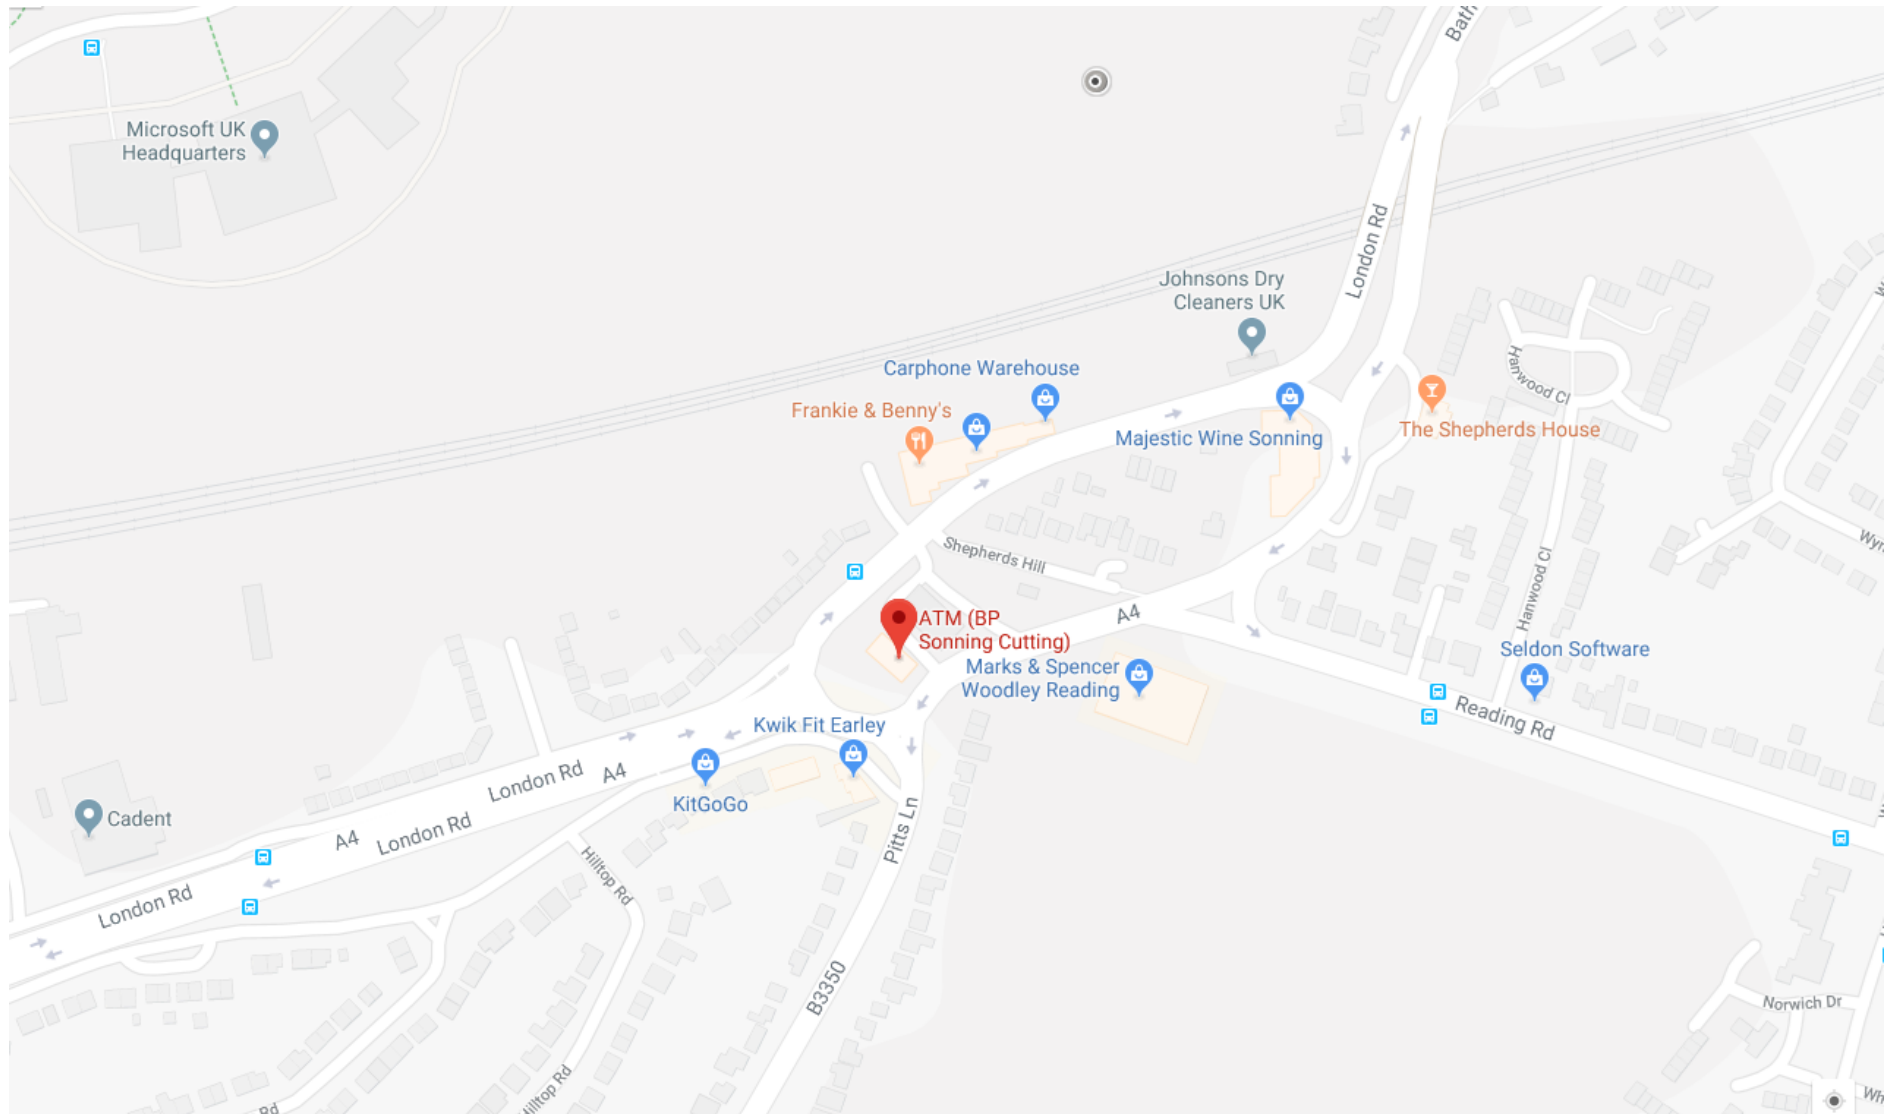 Bath
Microsoft UK
Headquarters
London Rd
Johnsons Dry
Cleaners UK
Carphone Warehouse
Frankie & Benny's
Majestic Wine Sonning
The Shepherds House
Hanwood Cl
Shepherds Hill
Hanwood Cl
A4
ATM (BP
Sonning Cutting)
Marks & Spencer
Woodley Reading
Seldon Software
Reading Rd
Kwik Fit Earley
London Rd
A4
KitGoGo
Cadent
A4
London Rd
Pitts Ln
Hilltop Rd
London Rd
B3350
Norwich Dr
Hilltop Rd
Rd